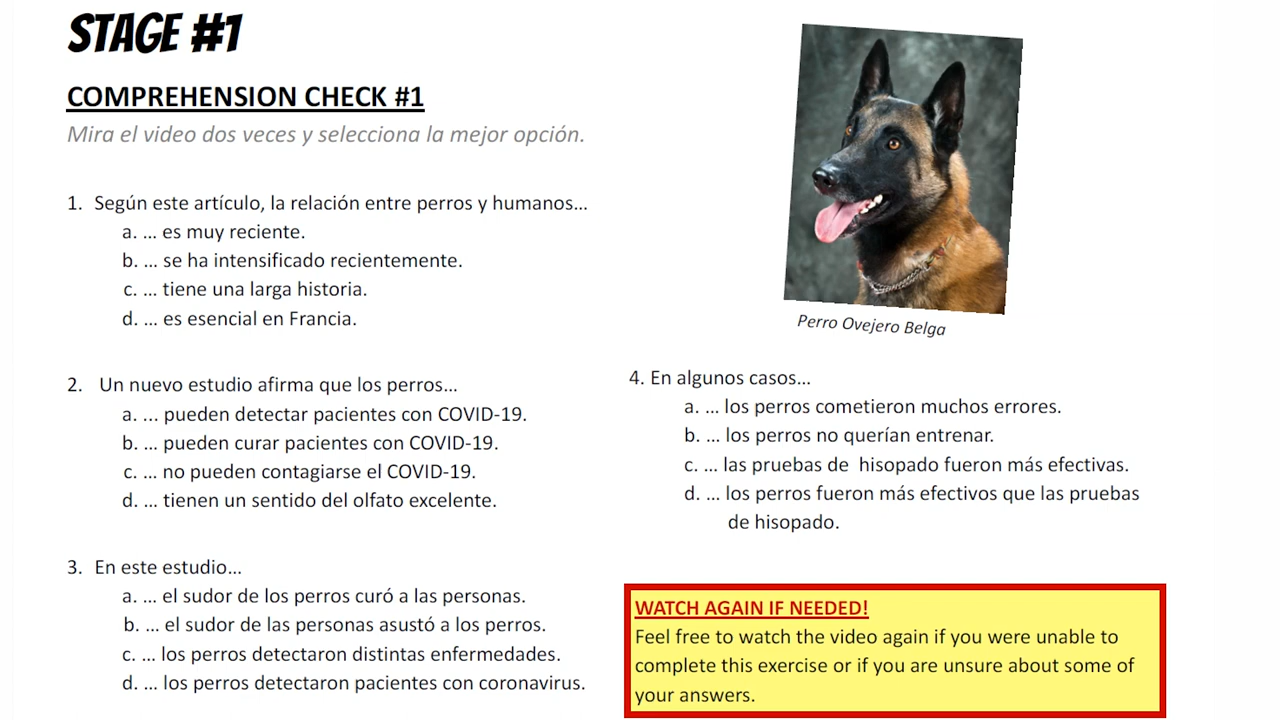 STAGE #1
COMPREHENSION CHECK #1
Mira el video dos veces y selecciona la mejor opción.
1. Según este artículo, la relación entre perros y humanos...
a. ... es muy reciente.
b. ... se ha intensificado recientemente.
c. ... tiene una larga historia.
d. ... es esencial en Francia.
2. Un nuevo estudio afirma que los perros...
a. ... pueden detectar pacientes con COVID-19.
b. ... pueden curar pacientes con COVID-19.
c. ... no pueden contagiarse el COVID-19.
d. ... tienen un sentido del olfato excelente.
3. En este estudio...
a. ... el sudor de los perros curó a las personas.
b. ... el sudor de las personas asustó a los perros.
c. ... los perros detectaron distintas enfermedades.
d. ... los perros detectaron pacientes con coronavirus.
Perro Ovejero Belga
4. En algunos casos...
a. ... los perros cometieron muchos errores.
b. ... los perros no querían entrenar.
c. ... las pruebas de hisopado fueron más efectivas.
d. ... los perros fueron más efectivos que las pruebas
de hisopado.
WATCH AGAIN IF NEEDED!
Feel free to watch the video again if you were unable to
complete this exercise or if you are unsure about some of
your answers.